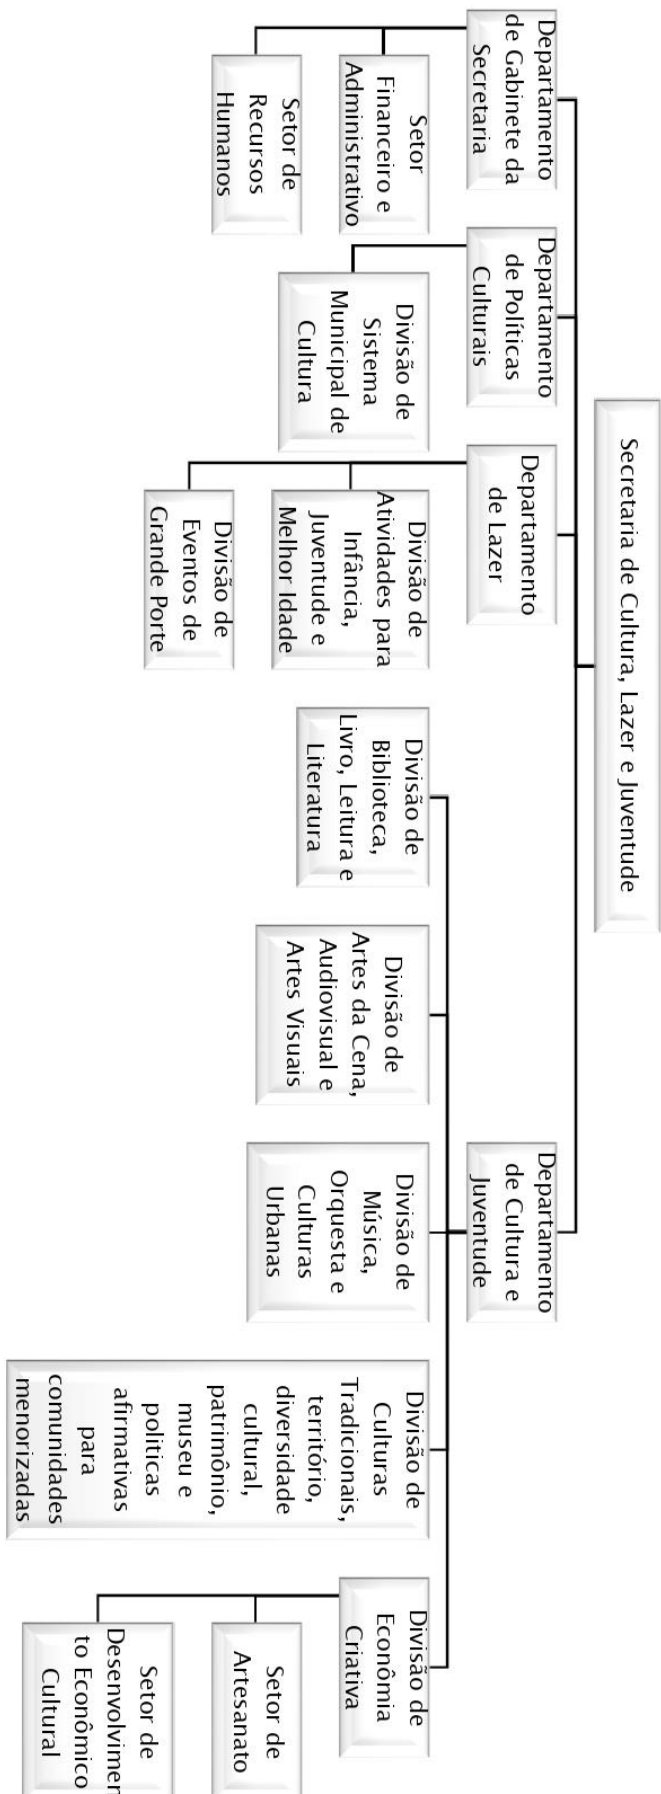 Secretaria de Cultura, Lazer e Juventude
Departamento
de Gabinete da
Secretaria
Setor
Financeiro e
Administrativo
Setor de
Recursos
Humanos
Departamento
de Políticas
Culturais
Divisão de
Sistema
Municipal de
Cultura
Departamento
de Lazer
Divisão de
Atividades para
Infância,
Juventude e
Melhor Idade
Divisão de
Eventos de
Grande Porte
Departamento
de Cultura e
Juventude
Divisão de
Biblioteca,
Livro, Leitura e
Literatura
Divisão de
Artes da Cena,
Audiovisual e
Artes Visuais
Divisão de
Música,
Orquesta e
Culturas
Urbanas
Divisão de
Culturas
Tradicionais,
território,
diversidade
cultural,
patrimônio,
museu e
politicas
afirmativas
para
comunidades
menorizadas
Divisão de
Econômia
Criativa
Setor de
Artesanato
Setor de
Desenvolvimen
to Econômico
Cultural